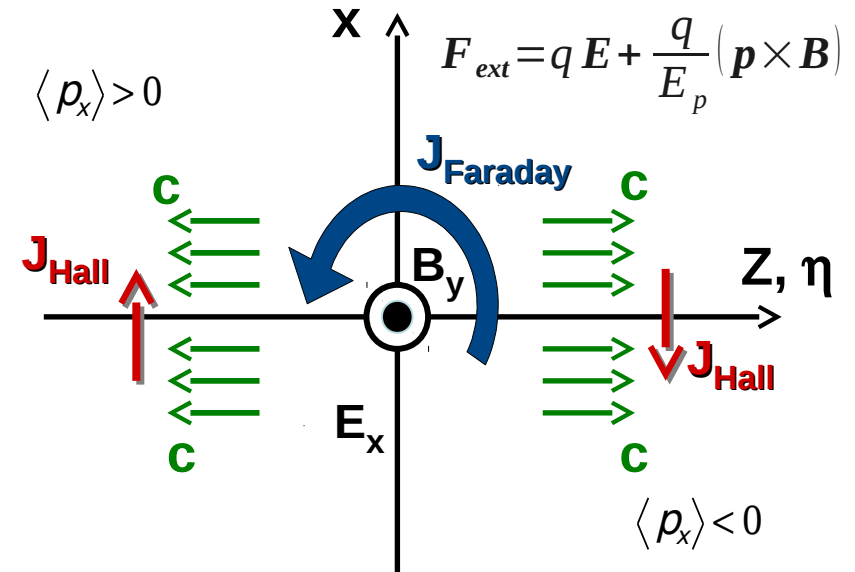 x
F_ext = q E + q/E_p (p × B)
⟨p_x⟩ > 0
J_Faraday
c
c
J_Hall
B_y
Z, η
J_Hall
E_x
c
c
⟨p_x⟩ < 0